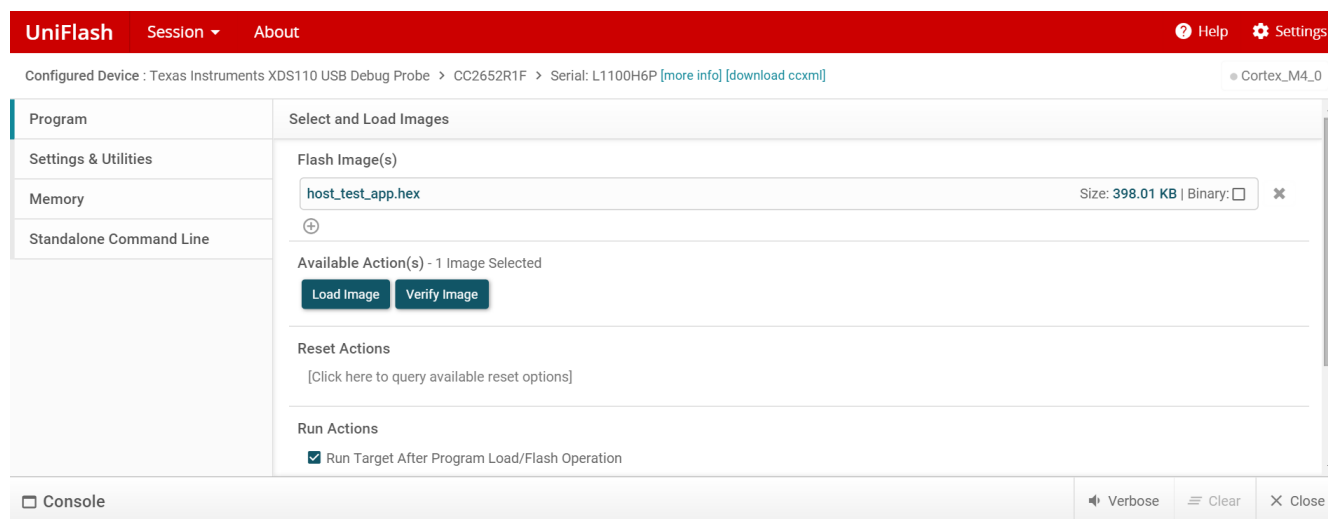 UniFlash Session About Help Settings
Configured Device : Texas Instruments XDS110 USB Debug Probe > CC2652R1F > Serial: L1100H6P [more info] [download ccxml] Cortex_M4_0
Program
Settings & Utilities
Memory
Standalone Command Line
Select and Load Images
Flash Image(s)
host_test_app.hex Size: 398.01 KB | Binary:
Available Action(s) - 1 Image Selected
Load Image Verify Image
Reset Actions
[Click here to query available reset options]
Run Actions
Run Target After Program Load/Flash Operation
Console Verbose Clear Close